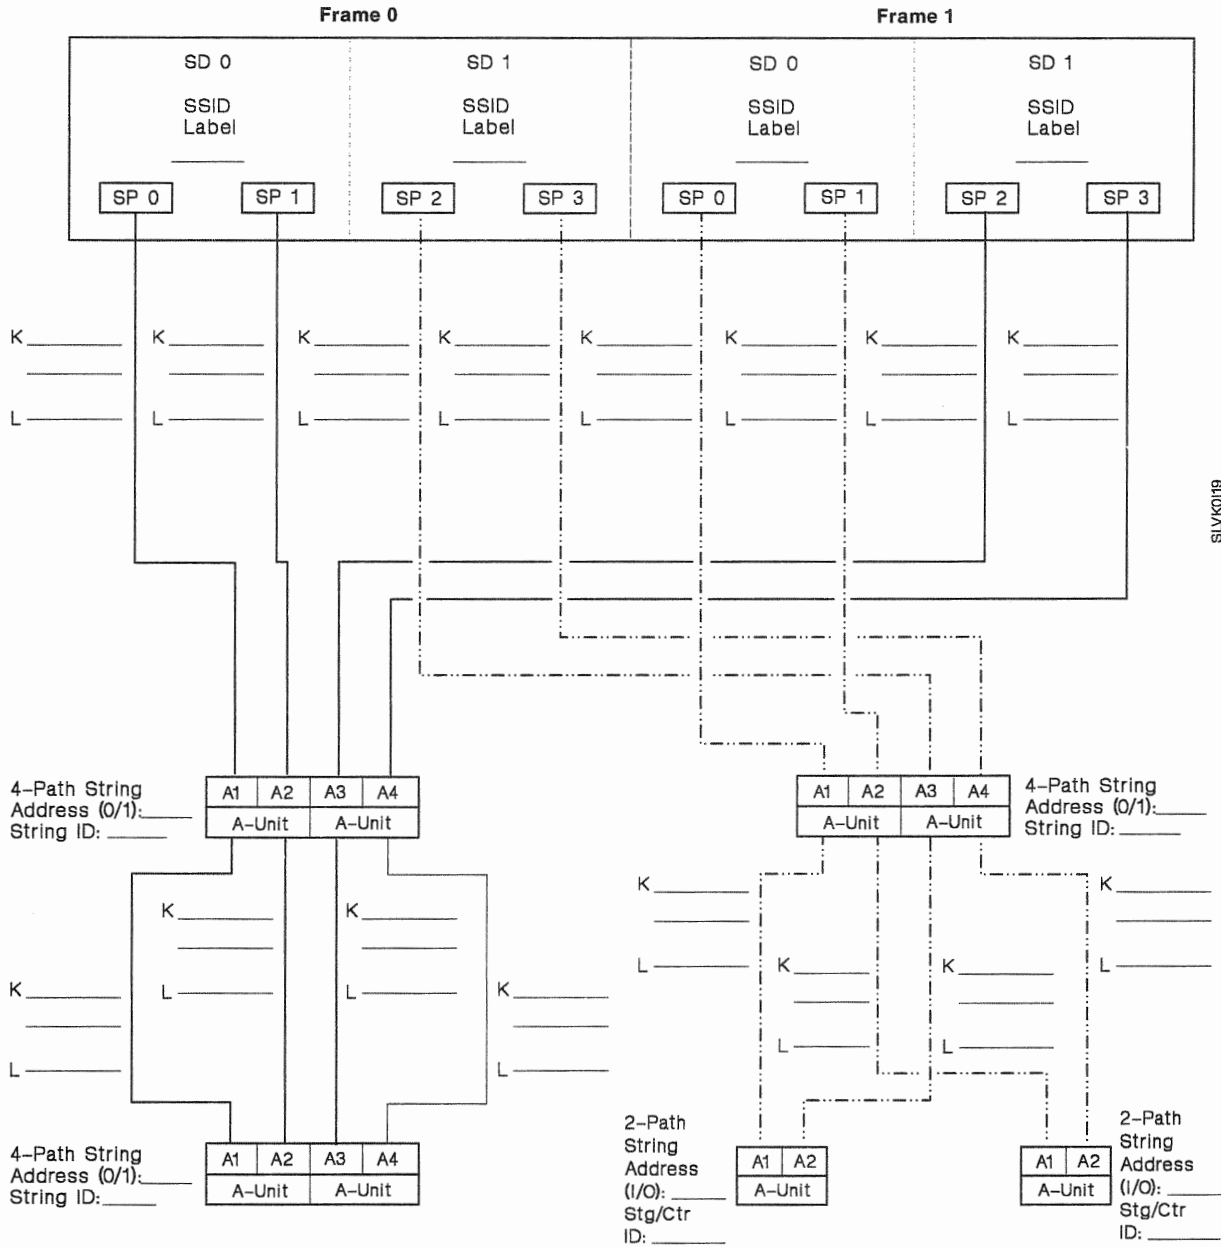 Frame 0
Frame 1
SD 0
SD 1
SD 0
SD 1
SSID
Label
SSID
Label
SSID
Label
SSID
Label
SP 0
SP 1
SP 2
SP 3
SP 0
SP 1
SP 2
SP 3
K
K
K
K
K
K
K
K
L
L
L
L
L
L
L
L
SLVK0I19
4-Path String
Address (0/1):
String ID:
A1 A2 A3 A4
A-Unit A-Unit
A1 A2 A3 A4
A-Unit A-Unit
4-Path String
Address (0/1):
String ID:
K
K
L
L
K
K
L
L
K
K
L
L
K
K
L
L
4-Path String
Address (0/1):
String ID:
A1 A2 A3 A4
A-Unit A-Unit
2-Path
String
Address
(I/O):
Stg/Ctr
ID:
A1 A2
A-Unit
A1 A2
A-Unit
2-Path
String
Address
(I/O):
Stg/Ctr
ID: